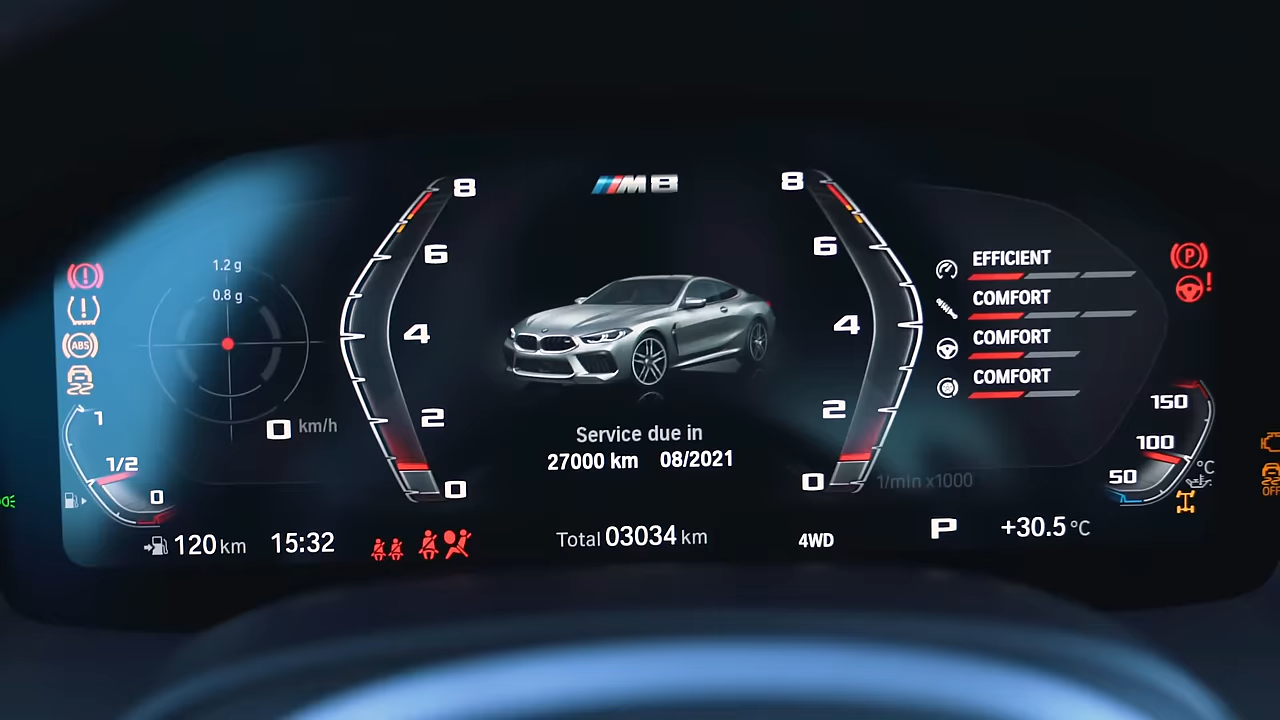 M8
8
6
4
2
0
8
6
4
2
0
1/min x1000
1.2 g
0.8 g
0 km/h
ABS
1
1/2
0
120 km
15:32
Service due in
27000 km 08/2021
Total 03034 km
4WD
P
+30.5 °C
EFFICIENT
COMFORT
COMFORT
COMFORT
P
150
100
50
°C
OFF